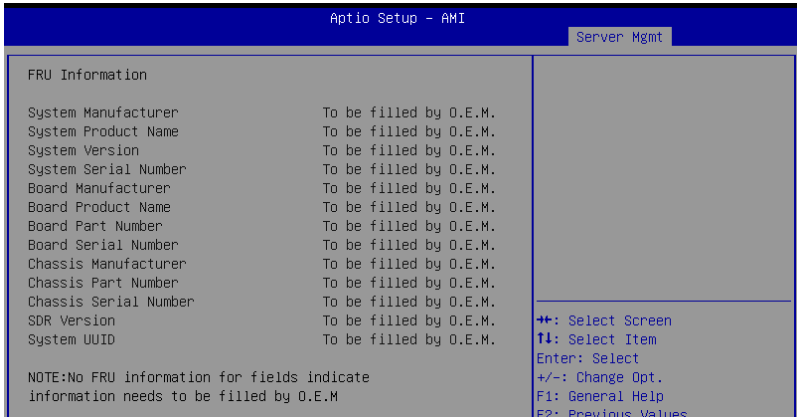 Aptio Setup – AMI
Server Mgmt
FRU Information
System Manufacturer To be filled by O.E.M.
System Product Name To be filled by O.E.M.
System Version To be filled by O.E.M.
System Serial Number To be filled by O.E.M.
Board Manufacturer To be filled by O.E.M.
Board Product Name To be filled by O.E.M.
Board Part Number To be filled by O.E.M.
Board Serial Number To be filled by O.E.M.
Chassis Manufacturer To be filled by O.E.M.
Chassis Part Number To be filled by O.E.M.
Chassis Serial Number To be filled by O.E.M.
SDR Version To be filled by O.E.M.
System UUID To be filled by O.E.M.
NOTE:No FRU information for fields indicate
information needs to be filled by O.E.M
→←: Select Screen
↑↓: Select Item
Enter: Select
+/-: Change Opt.
F1: General Help
F2: Previous Values